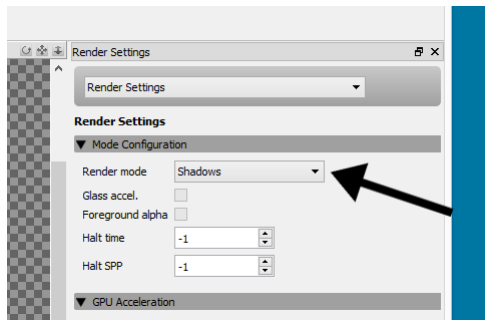 Render Settings
Render Settings
Render Settings
Mode Configuration
Render mode Shadows
Glass accel.
Foreground alpha
Halt time -1
Halt SPP -1
GPU Acceleration